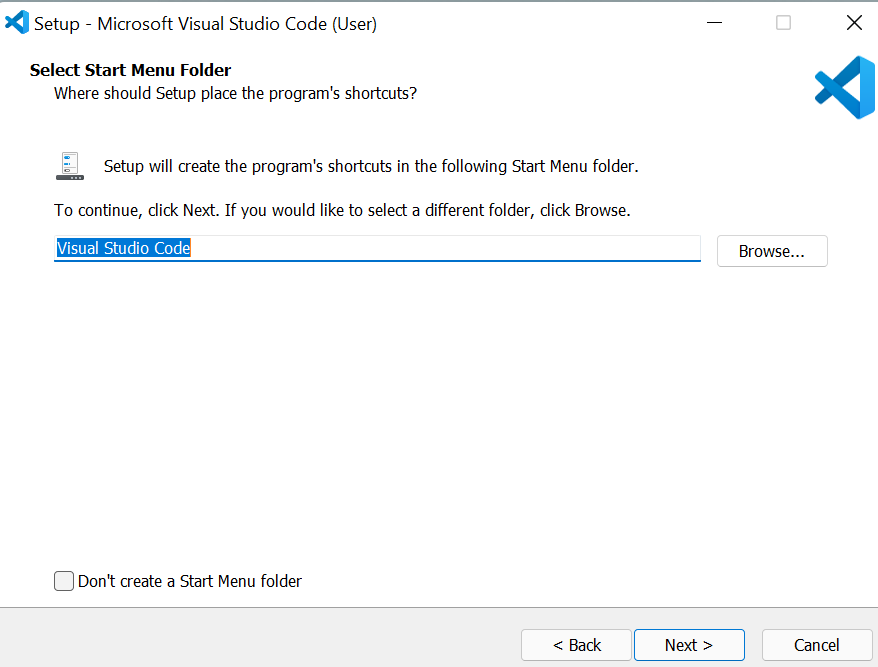 Setup - Microsoft Visual Studio Code (User)
Select Start Menu Folder
Where should Setup place the program's shortcuts?
Setup will create the program's shortcuts in the following Start Menu folder.
To continue, click Next. If you would like to select a different folder, click Browse.
Visual Studio Code
Browse...
Don't create a Start Menu folder
< Back
Next >
Cancel